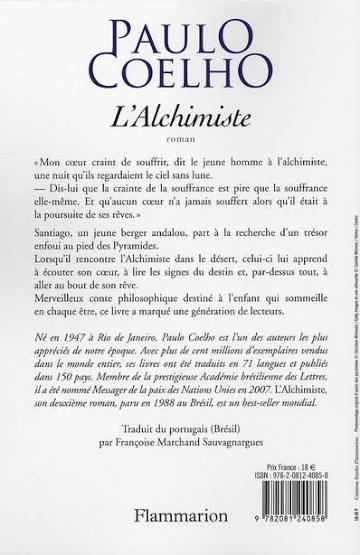 PAULO
COELHO
L'Alchimiste
roman
« Mon cœur craint de souffrir, dit le jeune homme à l'alchimiste,
une nuit qu'ils regardaient le ciel sans lune.
— Dis-lui que la crainte de la souffrance est pire que la souffrance
elle-même. Et qu'aucun cœur n'a jamais souffert alors qu'il était à
la poursuite de ses rêves. »
Santiago, un jeune berger andalou, part à la recherche d'un trésor
enfoui au pied des Pyramides.
Lorsqu'il rencontre l'Alchimiste dans le désert, celui-ci lui apprend
à écouter son cœur, à lire les signes du destin et, par-dessus tout, à
aller au bout de son rêve.
Merveilleux conte philosophique destiné à l'enfant qui sommeille
en chaque être, ce livre a marqué une génération de lecteurs.
Né en 1947 à Rio de Janeiro, Paulo Coelho est l'un des auteurs les plus
appréciés de notre époque. Avec plus de cent millions d'exemplaires vendus
dans le monde entier, ses livres ont été traduits en 71 langues et publiés
dans 150 pays. Membre de la prestigieuse Académie brésilienne des Lettres,
il a été nommé Messager de la paix des Nations Unies en 2007. L'Alchimiste,
son deuxième roman, paru en 1988 au Brésil, est un best-seller mondial.
Traduit du portugais (Brésil)
par Françoise Marchand Sauvagnargues
Prix France : 18 €
ISBN : 978-2-0812-4085-8
9 782081 240858
Flammarion
Création Studio Flammarion